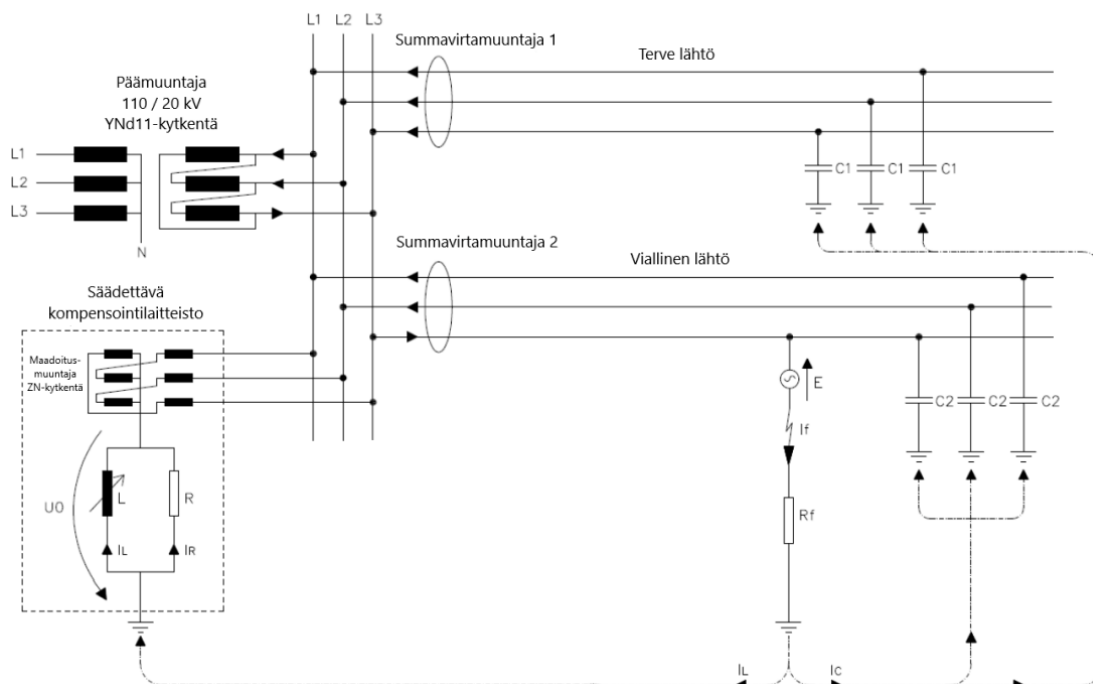 L1 L2 L3
Summavirtamuuntaja 1
Terve lähtö
Päämuuntaja
110 / 20 kV
YNd11-kytkentä
L1
L2
L3
N
C1 C1 C1
Summavirtamuuntaja 2
Viallinen lähtö
Säädettävä
kompensointilaitteisto
Maadoitus-
muuntaja
ZN-kytkentä
E
C2 C2 C2
If
U0
L
R
Rf
IL
IR
IL
IC